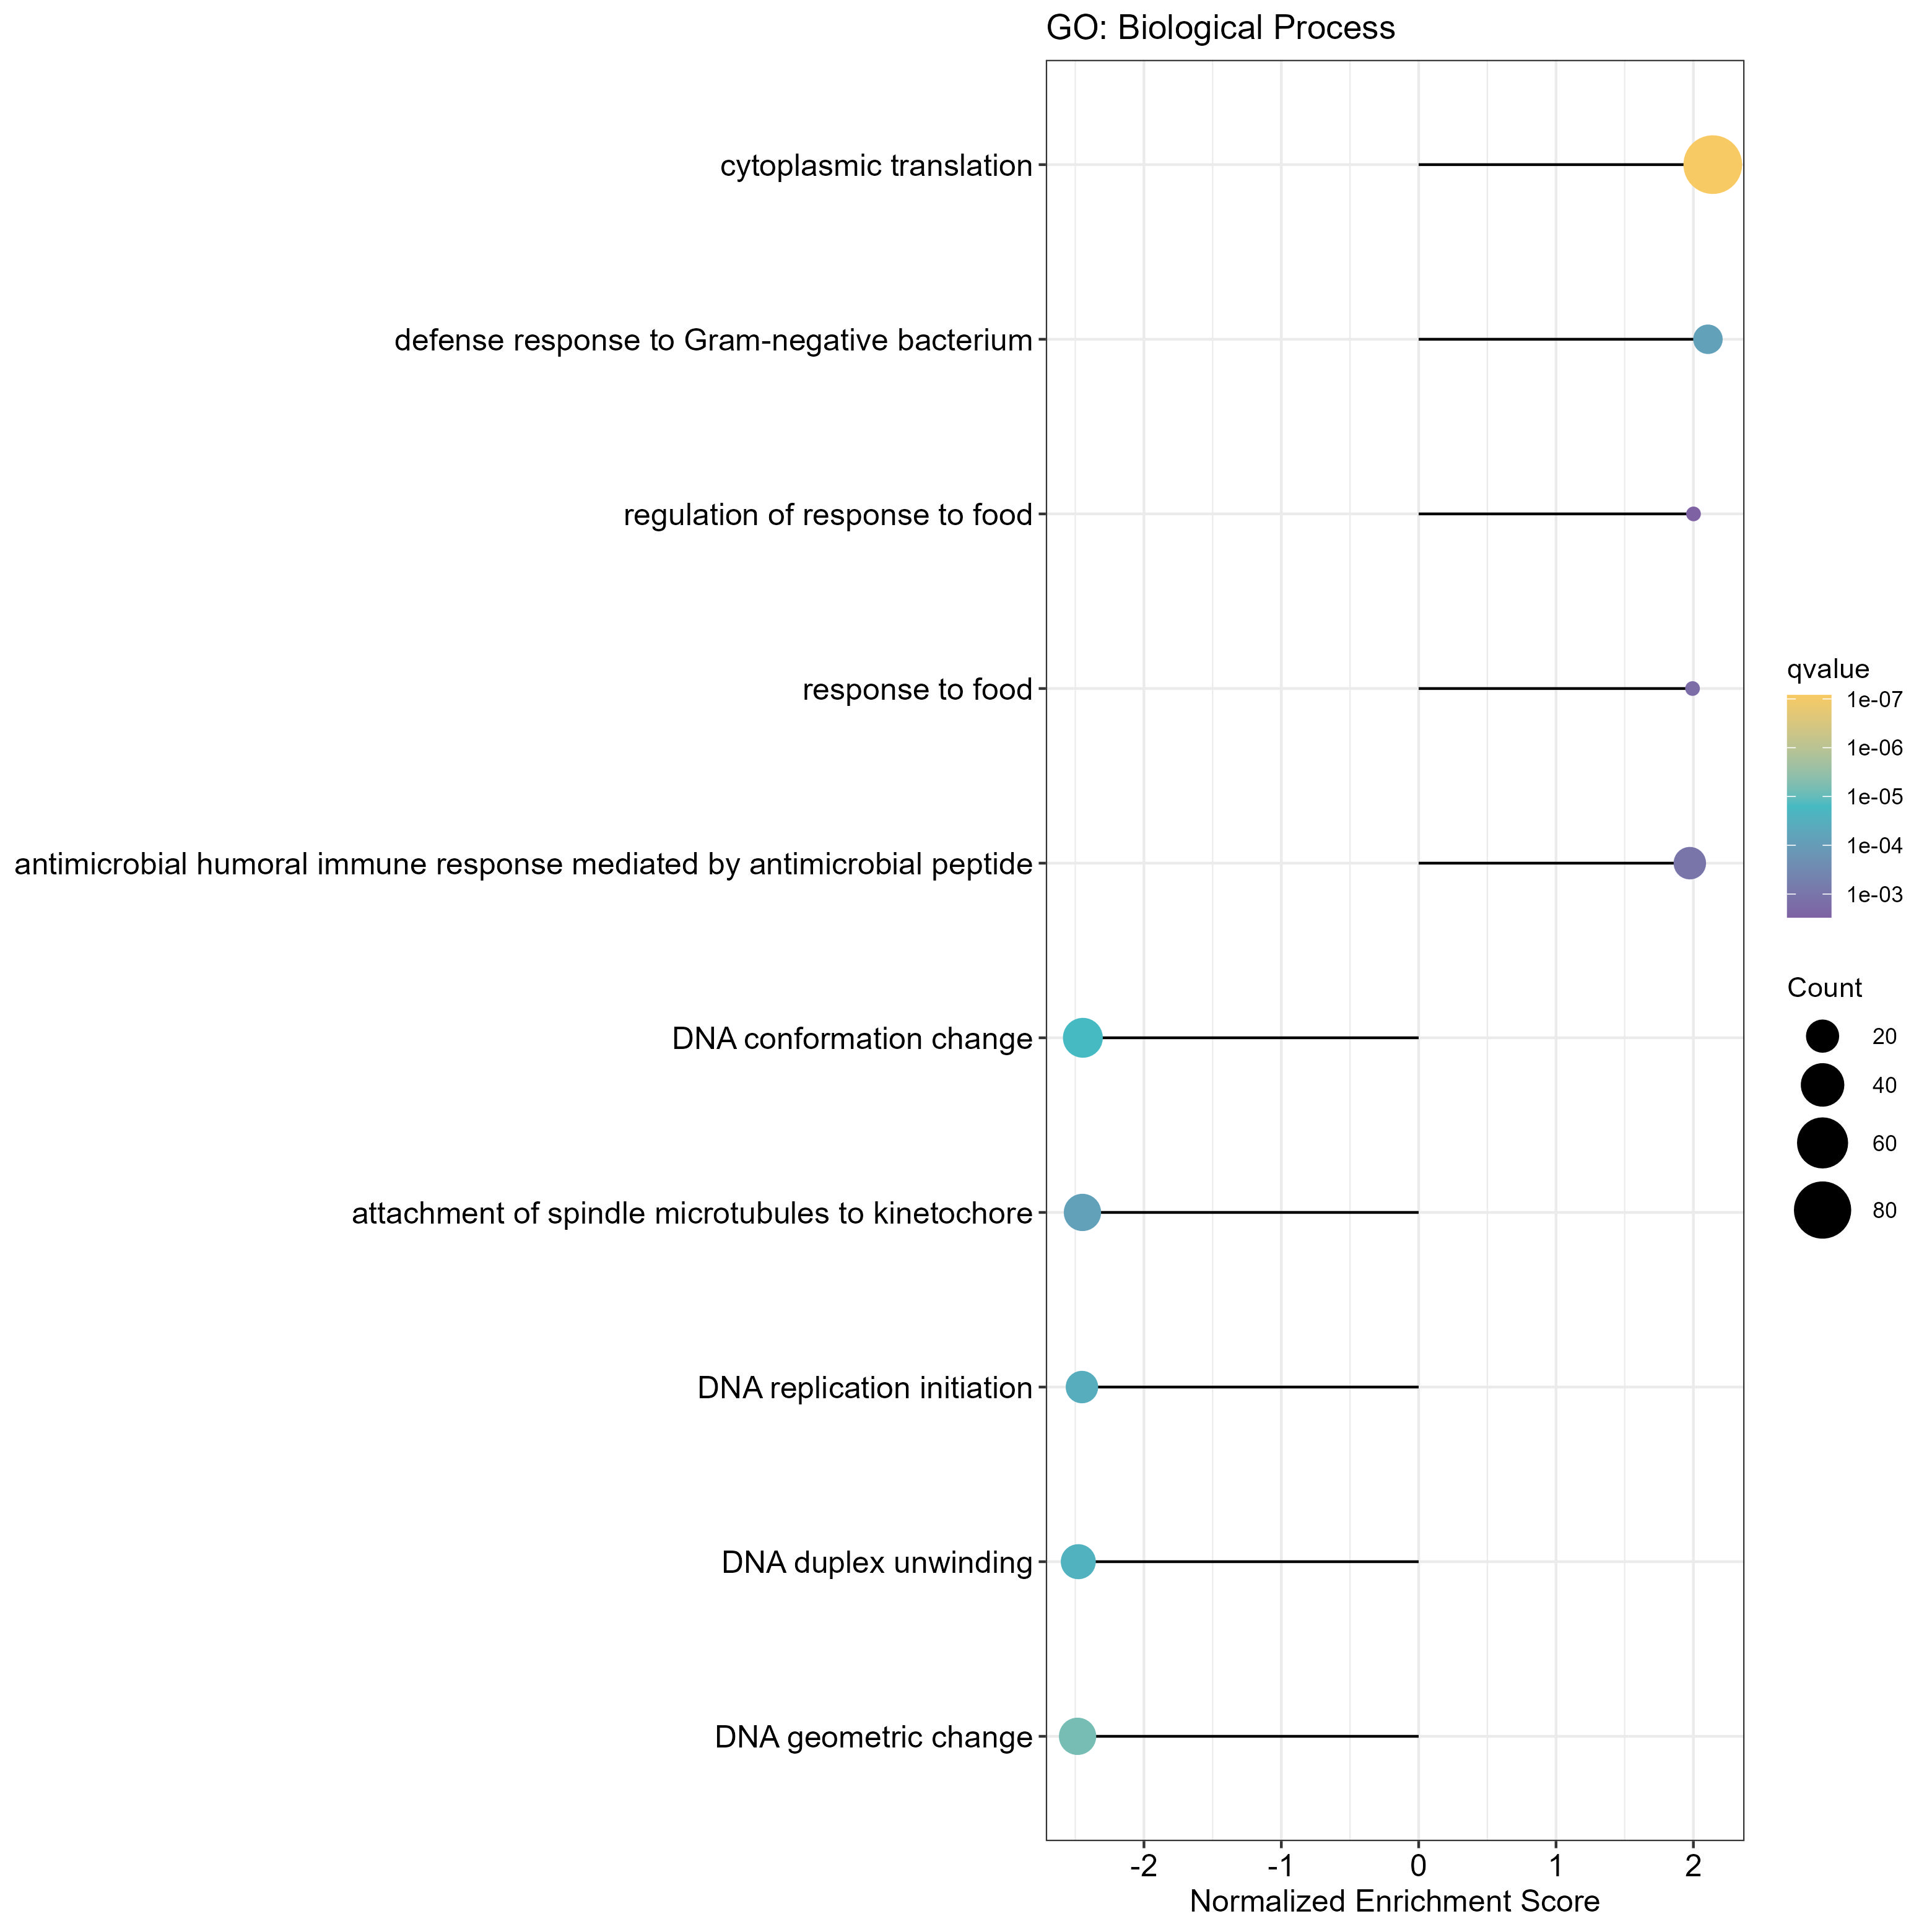 GO: Biological Process
cytoplasmic translation
defense response to Gram-negative bacterium
regulation of response to food
response to food
antimicrobial humoral immune response mediated by antimicrobial peptide
DNA conformation change
attachment of spindle microtubules to kinetochore
DNA replication initiation
DNA duplex unwinding
DNA geometric change
-2 -1 0 1 2
Normalized Enrichment Score
qvalue
1e-07
1e-06
1e-05
1e-04
1e-03
Count
20
40
60
80